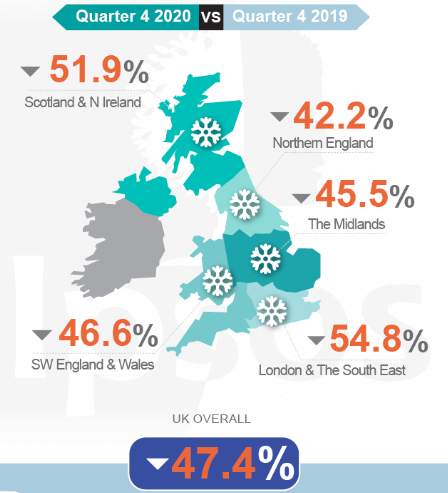 Quarter 4 2020 vs Quarter 4 2019
51.9%
Scotland & N Ireland
42.2%
Northern England
45.5%
The Midlands
46.6%
SW England & Wales
54.8%
London & The South East
Ipsos
UK OVERALL
47.4%